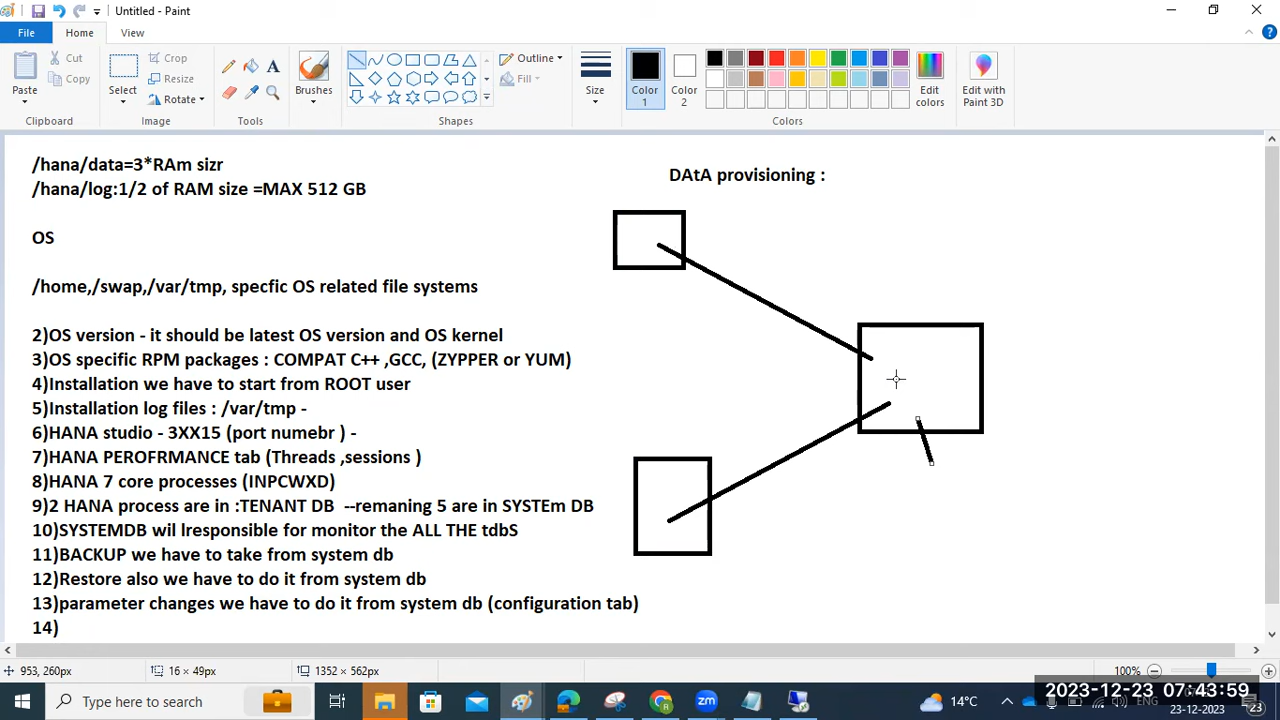 Untitled - Paint
File
Home
View
Paste
Cut
Copy
Clipboard
Select
Crop
Resize
Rotate
Image
Tools
Brushes
Shapes
Outline
Fill
Size
Color
1
Color
2
Colors
Edit
colors
Edit with
Paint 3D
/hana/data=3*RAm sizr
/hana/log:1/2 of RAM size =MAX 512 GB
OS
/home,/swap,/var/tmp, specfic OS related file systems
2)OS version - it should be latest OS version and OS kernel
3)OS specific RPM packages : COMPAT C++ ,GCC, (ZYPPER or YUM)
4)Installation we have to start from ROOT user
5)Installation log files : /var/tmp -
6)HANA studio - 3XX15 (port numebr ) -
7)HANA PEROFRMANCE tab (Threads ,sessions )
8)HANA 7 core processes (INPCWXD)
9)2 HANA process are in :TENANT DB  --remaning 5 are in SYSTEm DB
10)SYSTEMDB wil lresponsible for monitor the ALL THE tdbS
11)BACKUP we have to take from system db
12)Restore also we have to do it from system db
13)parameter changes we have to do it from system db (configuration tab)
14)
DAtA provisioning :
953, 260px
16 × 49px
1352 × 562px
100%
Type here to search
14°C
ENG
2023-12-23 07:43:59
23-12-2023
23